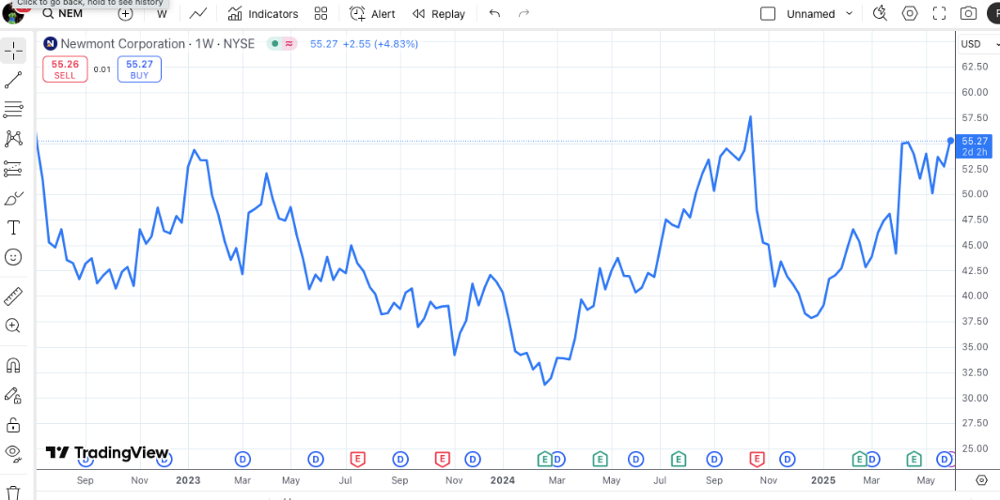 Click to go back, hold to see history
NEM
W
Indicators
Alert
Replay
Unnamed
Newmont Corporation · 1W · NYSE
≈
55.27 +2.55 (+4.83%)
USD
55.26
SELL
0.01
55.27
BUY
62.50
60.00
57.50
55.27
2d 2h
52.50
50.00
47.50
45.00
42.50
40.00
37.50
35.00
32.50
30.00
27.50
25.00
TradingView
D D D D E D E D E D E D E D E D E D E D
Sep Nov 2023 Mar May Jul Sep Nov 2024 Mar May Jul Sep Nov 2025 Mar May